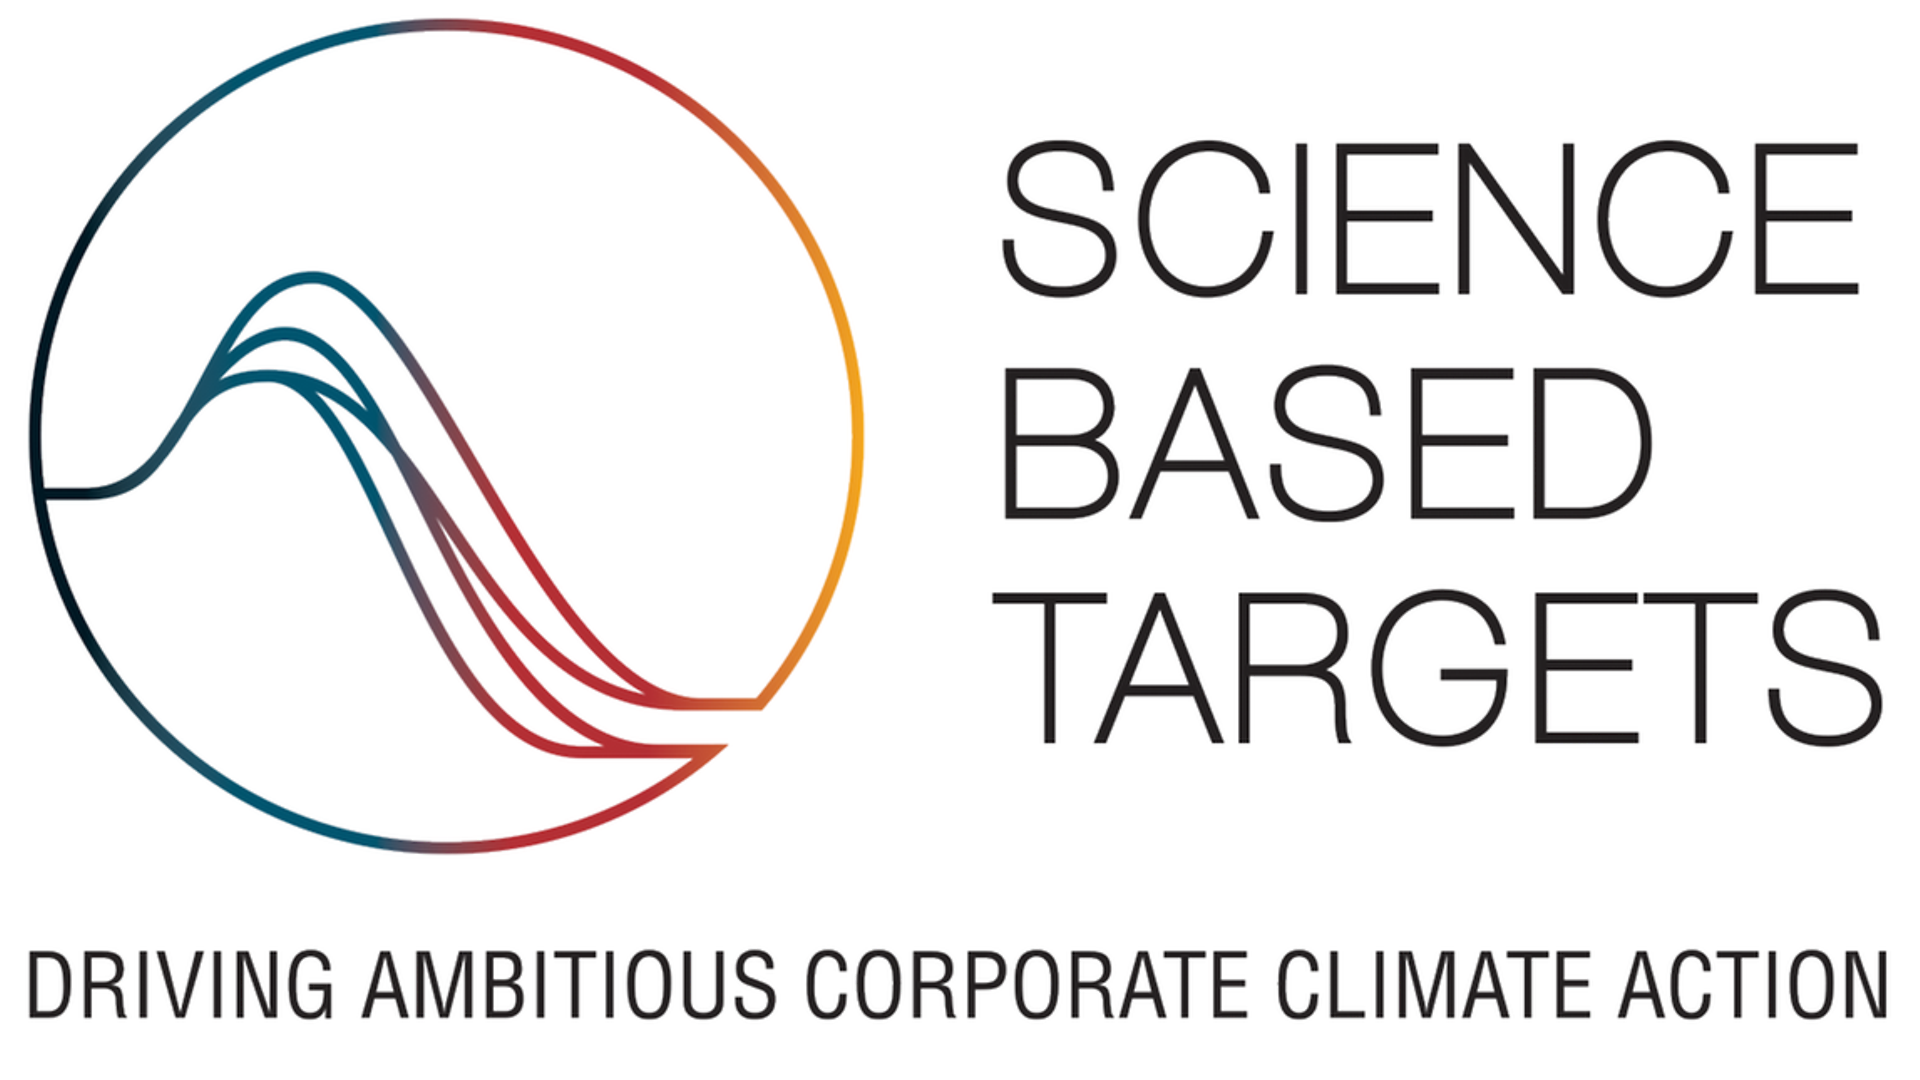 SCIENCE
BASED
TARGETS
DRIVING AMBITIOUS CORPORATE CLIMATE ACTION